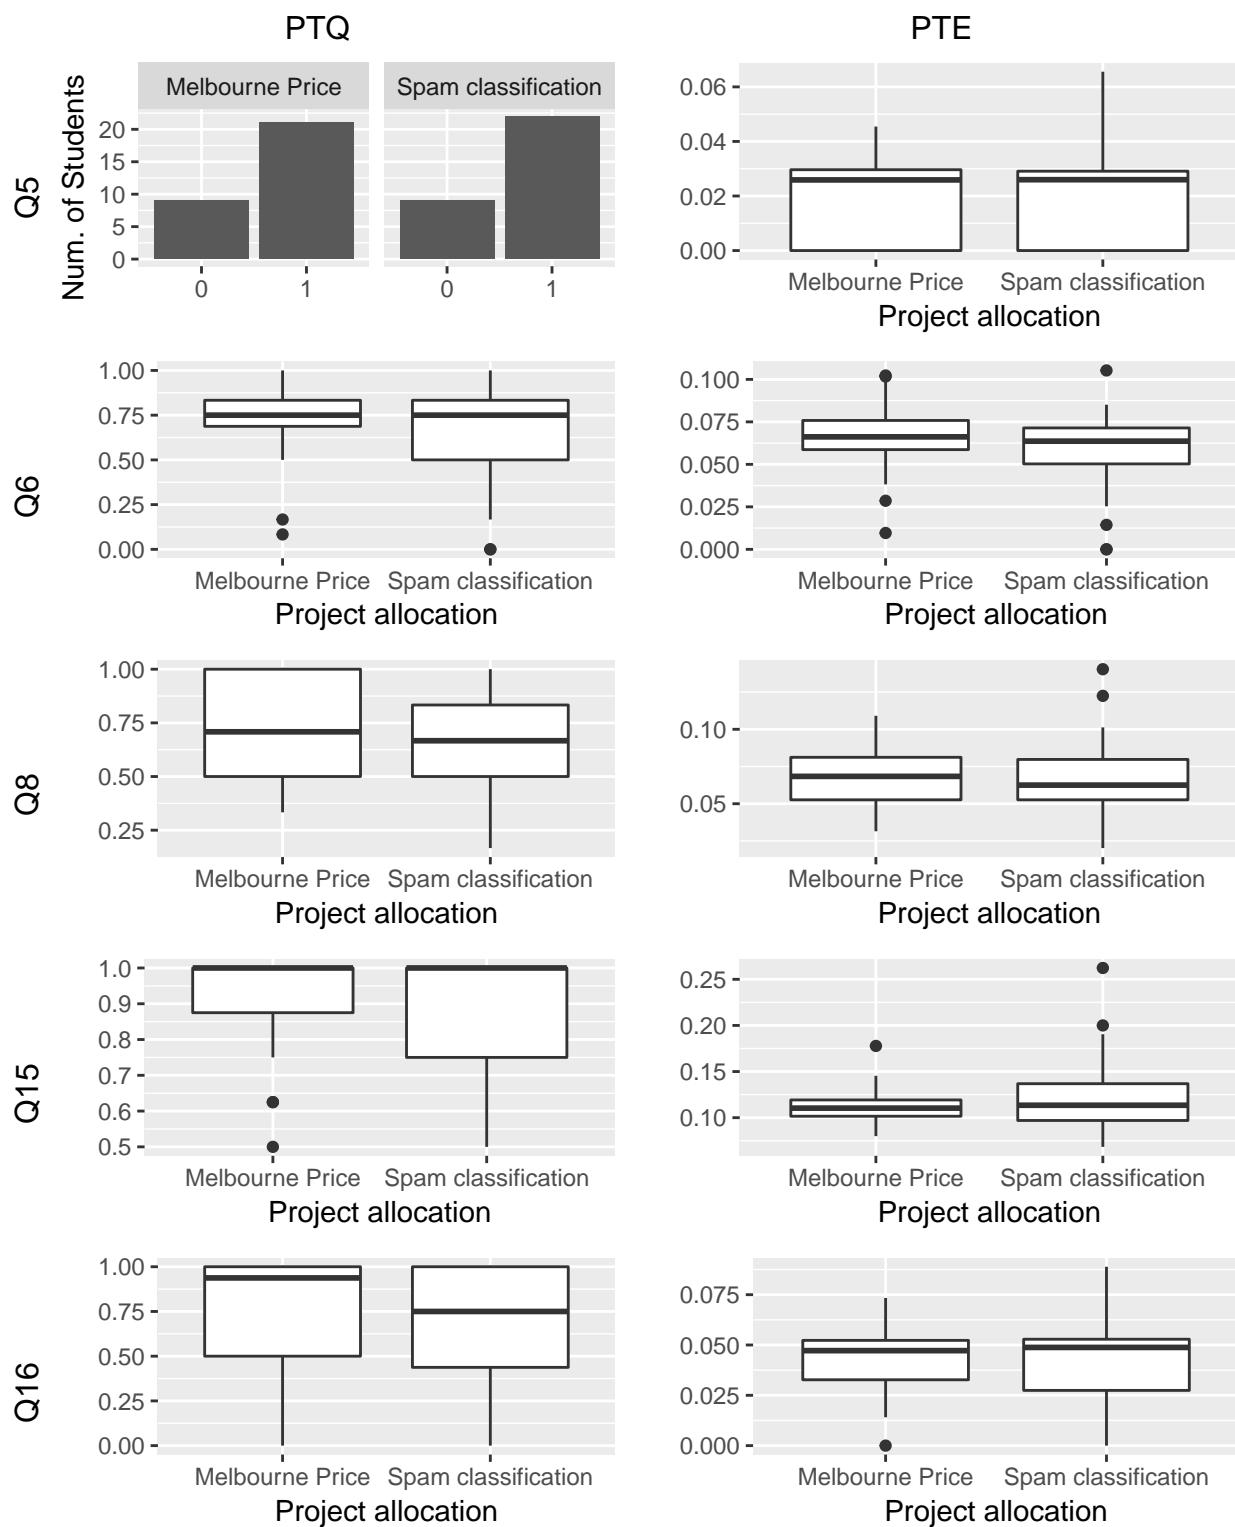 PTQ
PTE
Q5
Num. of Students
Melbourne Price
Spam classification
20
15
10
5
0
0
1
0
1
0.06
0.04
0.02
0.00
Melbourne Price
Spam classification
Project allocation
Q6
1.00
0.75
0.50
0.25
0.00
Melbourne Price
Spam classification
Project allocation
0.100
0.075
0.050
0.025
0.000
Melbourne Price
Spam classification
Project allocation
Q8
1.00
0.75
0.50
0.25
Melbourne Price
Spam classification
Project allocation
0.10
0.05
Melbourne Price
Spam classification
Project allocation
Q15
1.0
0.9
0.8
0.7
0.6
0.5
Melbourne Price
Spam classification
Project allocation
0.25
0.20
0.15
0.10
Melbourne Price
Spam classification
Project allocation
Q16
1.00
0.75
0.50
0.25
0.00
Melbourne Price
Spam classification
Project allocation
0.075
0.050
0.025
0.000
Melbourne Price
Spam classification
Project allocation